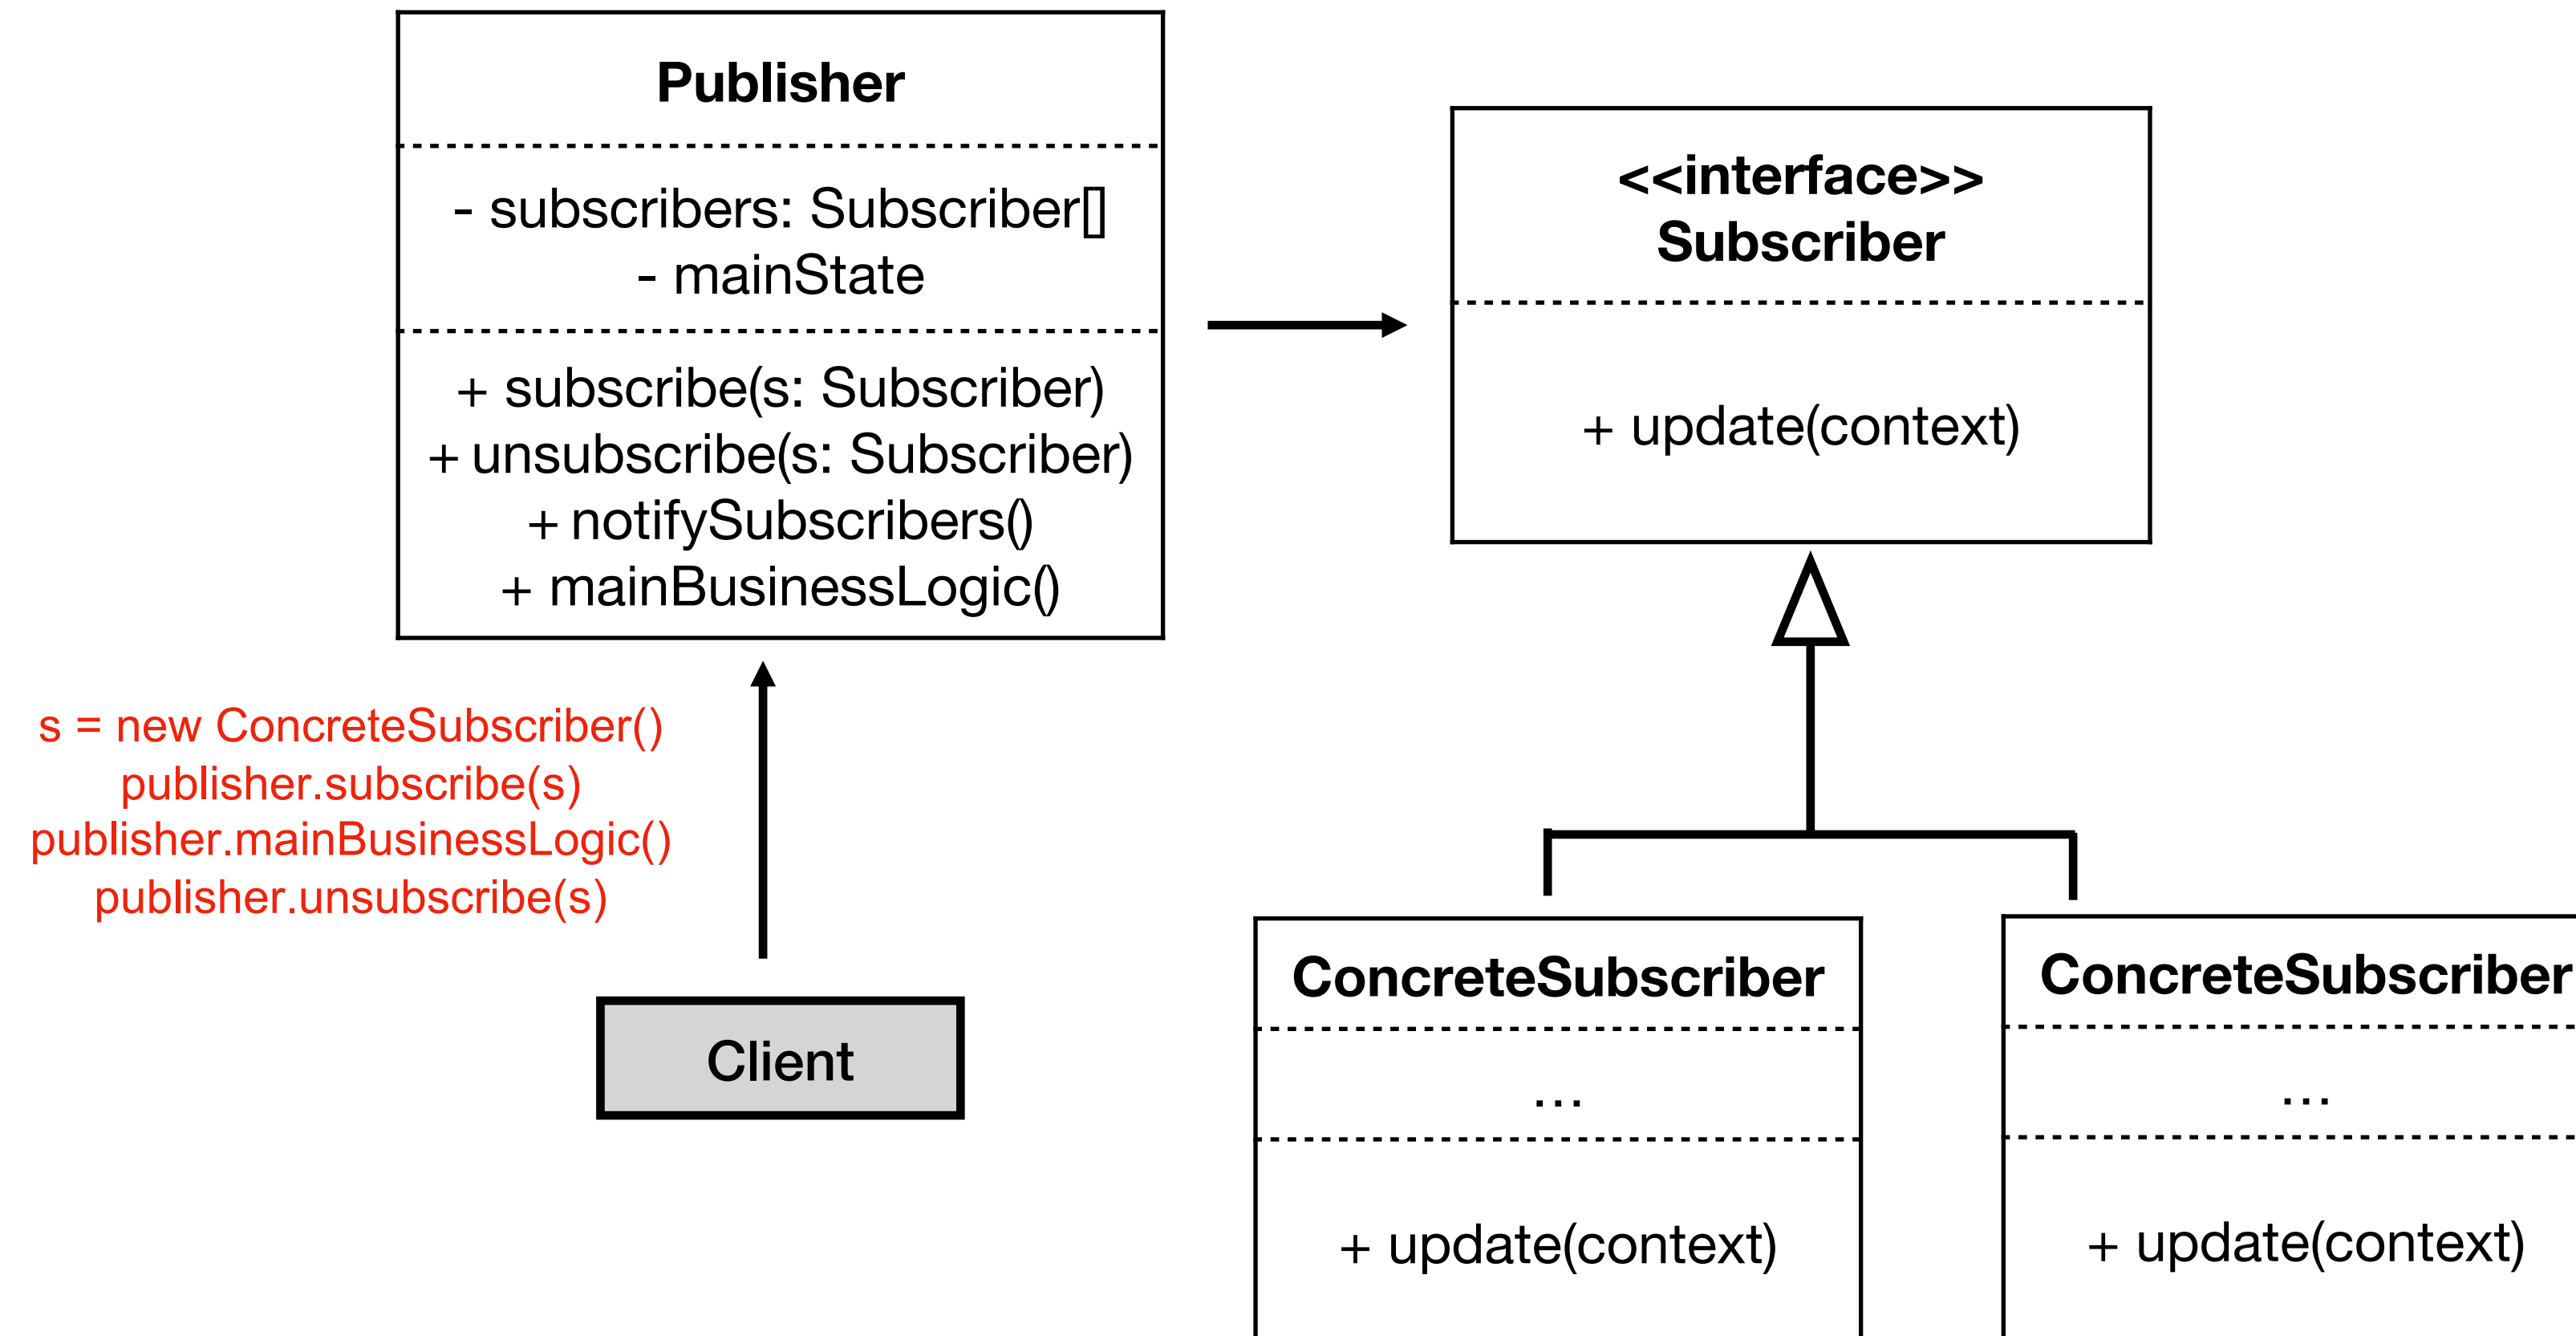 Publisher
- subscribers: Subscriber[]
- mainState
+ subscribe(s: Subscriber)
+ unsubscribe(s: Subscriber)
+ notifySubscribers()
+ mainBusinessLogic()
<<interface>>
Subscriber
+ update(context)
s = new ConcreteSubscriber()
publisher.subscribe(s)
publisher.mainBusinessLogic()
publisher.unsubscribe(s)
Client
ConcreteSubscriber
...
+ update(context)
ConcreteSubscriber
...
+ update(context)